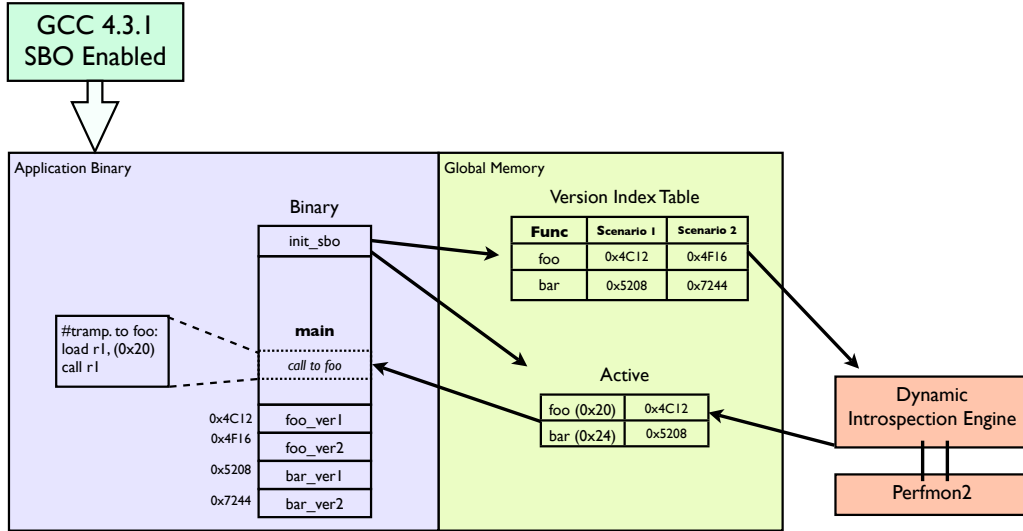 GCC 4.3.1
SBO Enabled
Application Binary
Global Memory
Binary
init_sbo
main
call to foo
#tramp. to foo:
load r1, (0x20)
call r1
0x4C12
foo_ver1
0x4F16
foo_ver2
0x5208
bar_ver1
0x7244
bar_ver2
Version Index Table
Func Scenario 1 Scenario 2
foo 0x4C12 0x4F16
bar 0x5208 0x7244
Active
foo (0x20) 0x4C12
bar (0x24) 0x5208
Dynamic
Introspection Engine
Perfmon2